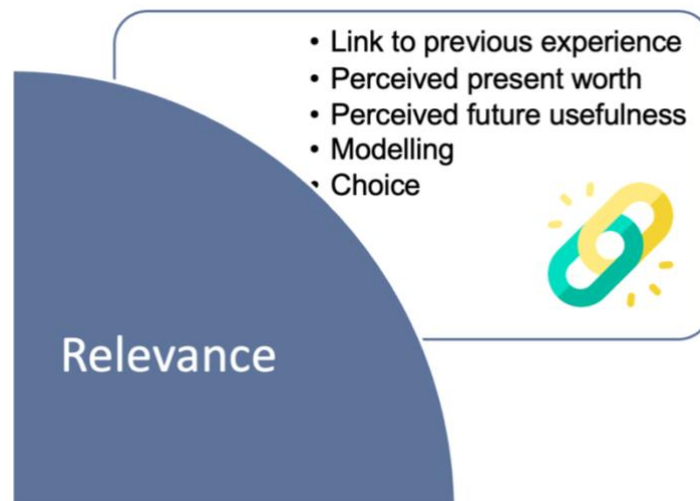 • Link to previous experience
• Perceived present worth
• Perceived future usefulness
• Modelling
• Choice
Relevance